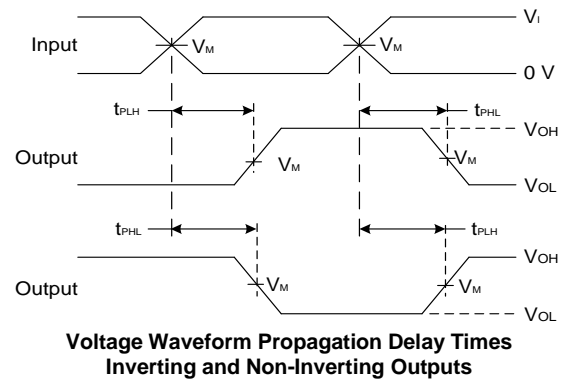 VI
Input
VM
VM
0 V
tPLH
tPHL
VOH
Output
VM
VM
VOL
tPHL
tPLH
VOH
Output
VM
VM
VOL
Voltage Waveform Propagation Delay Times
Inverting and Non-Inverting Outputs